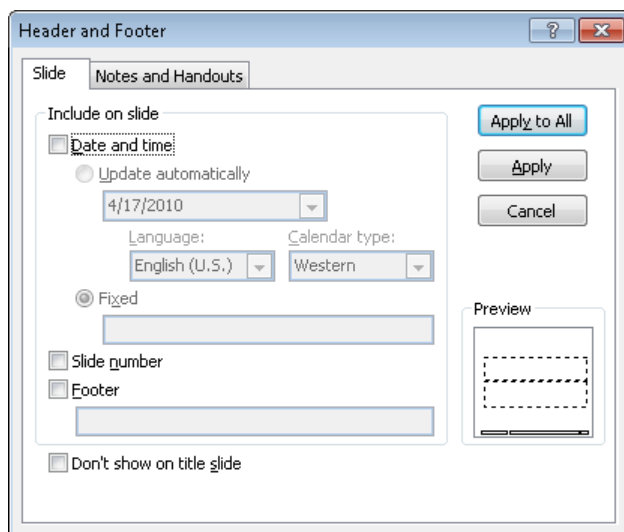 Header and Footer
Slide
Notes and Handouts
Include on slide
Date and time
Update automatically
4/17/2010
Language:
Calendar type:
English (U.S.)
Western
Fixed
Slide number
Footer
Don't show on title slide
Apply to All
Apply
Cancel
Preview